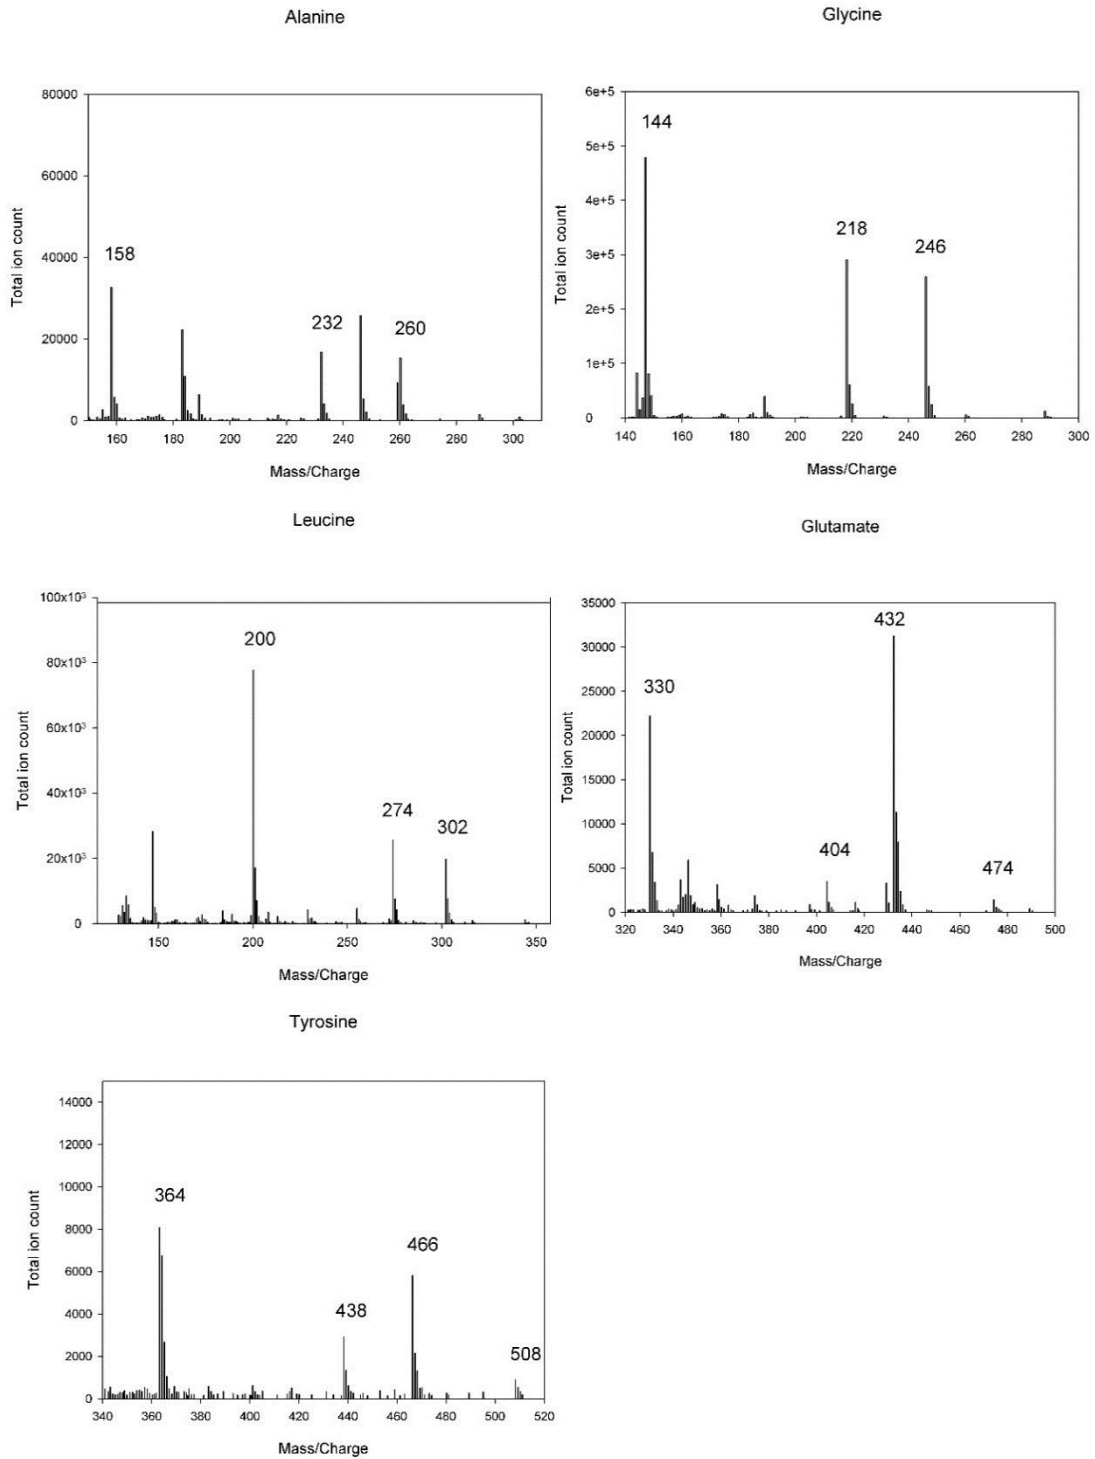 Alanine
80000
60000
40000
20000
0
Total ion count
158
232
260
160 180 200 220 240 260 280 300
Mass/Charge
Glycine
6e+5
5e+5
4e+5
3e+5
2e+5
1e+5
0
Total ion count
144
218
246
140 160 180 200 220 240 260 280 300
Mass/Charge
Leucine
100x10³
80x10³
60x10³
40x10³
20x10³
0
Total ion count
200
274
302
150 200 250 300 350
Mass/Charge
Glutamate
35000
30000
25000
20000
15000
10000
5000
0
Total ion count
330
404
432
474
320 340 360 380 400 420 440 460 480 500
Mass/Charge
Tyrosine
14000
12000
10000
8000
6000
4000
2000
0
Total ion count
364
438
466
508
340 360 380 400 420 440 460 480 500 520
Mass/Charge